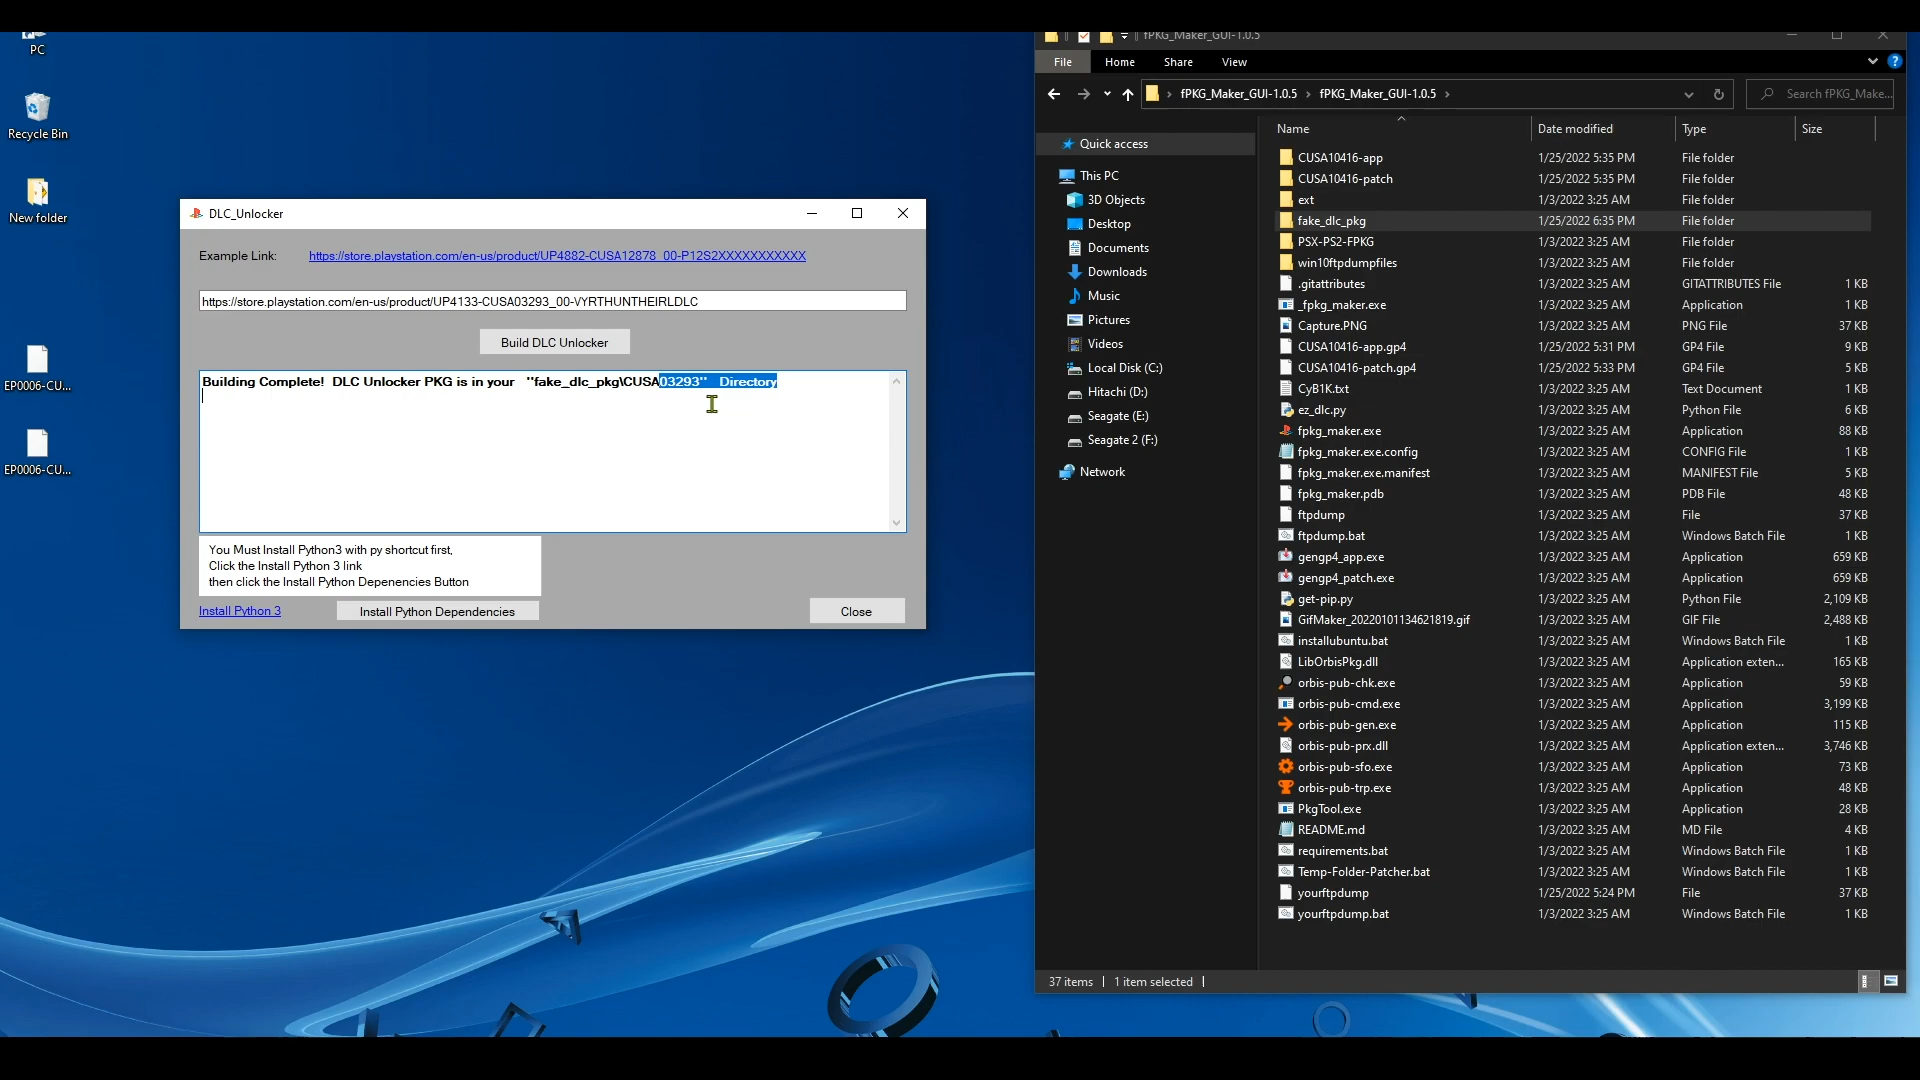 PC
Recycle Bin
New folder
EP0006-CU...
EP0006-CU...
DLC_Unlocker
Example Link: https://store.playstation.com/en-us/product/UP4882-CUSA12878_00-P12S2XXXXXXXXXXX
https://store.playstation.com/en-us/product/UP4133-CUSA03293_00-VYRTHUNTHEIRLDLC
Build DLC Unlocker
Building Complete! DLC Unlocker PKG is in your "fake_dlc_pkg\CUSA03293" Directory
You Must Install Python3 with py shortcut first,
Click the Install Python 3 link
then click the Install Python Depenencies Button
Install Python 3 Install Python Dependencies Close
fPKG_Maker_GUI-1.0.5
File Home Share View
fPKG_Maker_GUI-1.0.5 › fPKG_Maker_GUI-1.0.5 › Search fPKG_Make...
Quick access
This PC
3D Objects
Desktop
Documents
Downloads
Music
Pictures
Videos
Local Disk (C:)
Hitachi (D:)
Seagate (E:)
Seagate 2 (F:)
Network
Name Date modified Type Size
CUSA10416-app 1/25/2022 5:35 PM File folder
CUSA10416-patch 1/25/2022 5:35 PM File folder
ext 1/3/2022 3:25 AM File folder
fake_dlc_pkg 1/25/2022 6:35 PM File folder
PSX-PS2-FPKG 1/3/2022 3:25 AM File folder
win10ftpdumpfiles 1/3/2022 3:25 AM File folder
.gitattributes 1/3/2022 3:25 AM GITATTRIBUTES File 1 KB
_fpkg_maker.exe 1/3/2022 3:25 AM Application 1 KB
Capture.PNG 1/3/2022 3:25 AM PNG File 37 KB
CUSA10416-app.gp4 1/25/2022 5:31 PM GP4 File 9 KB
CUSA10416-patch.gp4 1/25/2022 5:33 PM GP4 File 5 KB
CyB1K.txt 1/3/2022 3:25 AM Text Document 1 KB
ez_dlc.py 1/3/2022 3:25 AM Python File 6 KB
fpkg_maker.exe 1/3/2022 3:25 AM Application 88 KB
fpkg_maker.exe.config 1/3/2022 3:25 AM CONFIG File 1 KB
fpkg_maker.exe.manifest 1/3/2022 3:25 AM MANIFEST File 5 KB
fpkg_maker.pdb 1/3/2022 3:25 AM PDB File 48 KB
ftpdump 1/3/2022 3:25 AM File 37 KB
ftpdump.bat 1/3/2022 3:25 AM Windows Batch File 1 KB
gengp4_app.exe 1/3/2022 3:25 AM Application 659 KB
gengp4_patch.exe 1/3/2022 3:25 AM Application 659 KB
get-pip.py 1/3/2022 3:25 AM Python File 2,109 KB
GifMaker_20220101134621819.gif 1/3/2022 3:25 AM GIF File 2,488 KB
installubuntu.bat 1/3/2022 3:25 AM Windows Batch File 1 KB
LibOrbisPkg.dll 1/3/2022 3:25 AM Application exten... 165 KB
orbis-pub-chk.exe 1/3/2022 3:25 AM Application 59 KB
orbis-pub-cmd.exe 1/3/2022 3:25 AM Application 3,199 KB
orbis-pub-gen.exe 1/3/2022 3:25 AM Application 115 KB
orbis-pub-prx.dll 1/3/2022 3:25 AM Application exten... 3,746 KB
orbis-pub-sfo.exe 1/3/2022 3:25 AM Application 73 KB
orbis-pub-trp.exe 1/3/2022 3:25 AM Application 48 KB
PkgTool.exe 1/3/2022 3:25 AM Application 28 KB
README.md 1/3/2022 3:25 AM MD File 4 KB
requirements.bat 1/3/2022 3:25 AM Windows Batch File 1 KB
Temp-Folder-Patcher.bat 1/3/2022 3:25 AM Windows Batch File 1 KB
yourftpdump 1/25/2022 5:24 PM File 37 KB
yourftpdump.bat 1/3/2022 3:25 AM Windows Batch File 1 KB
37 items 1 item selected